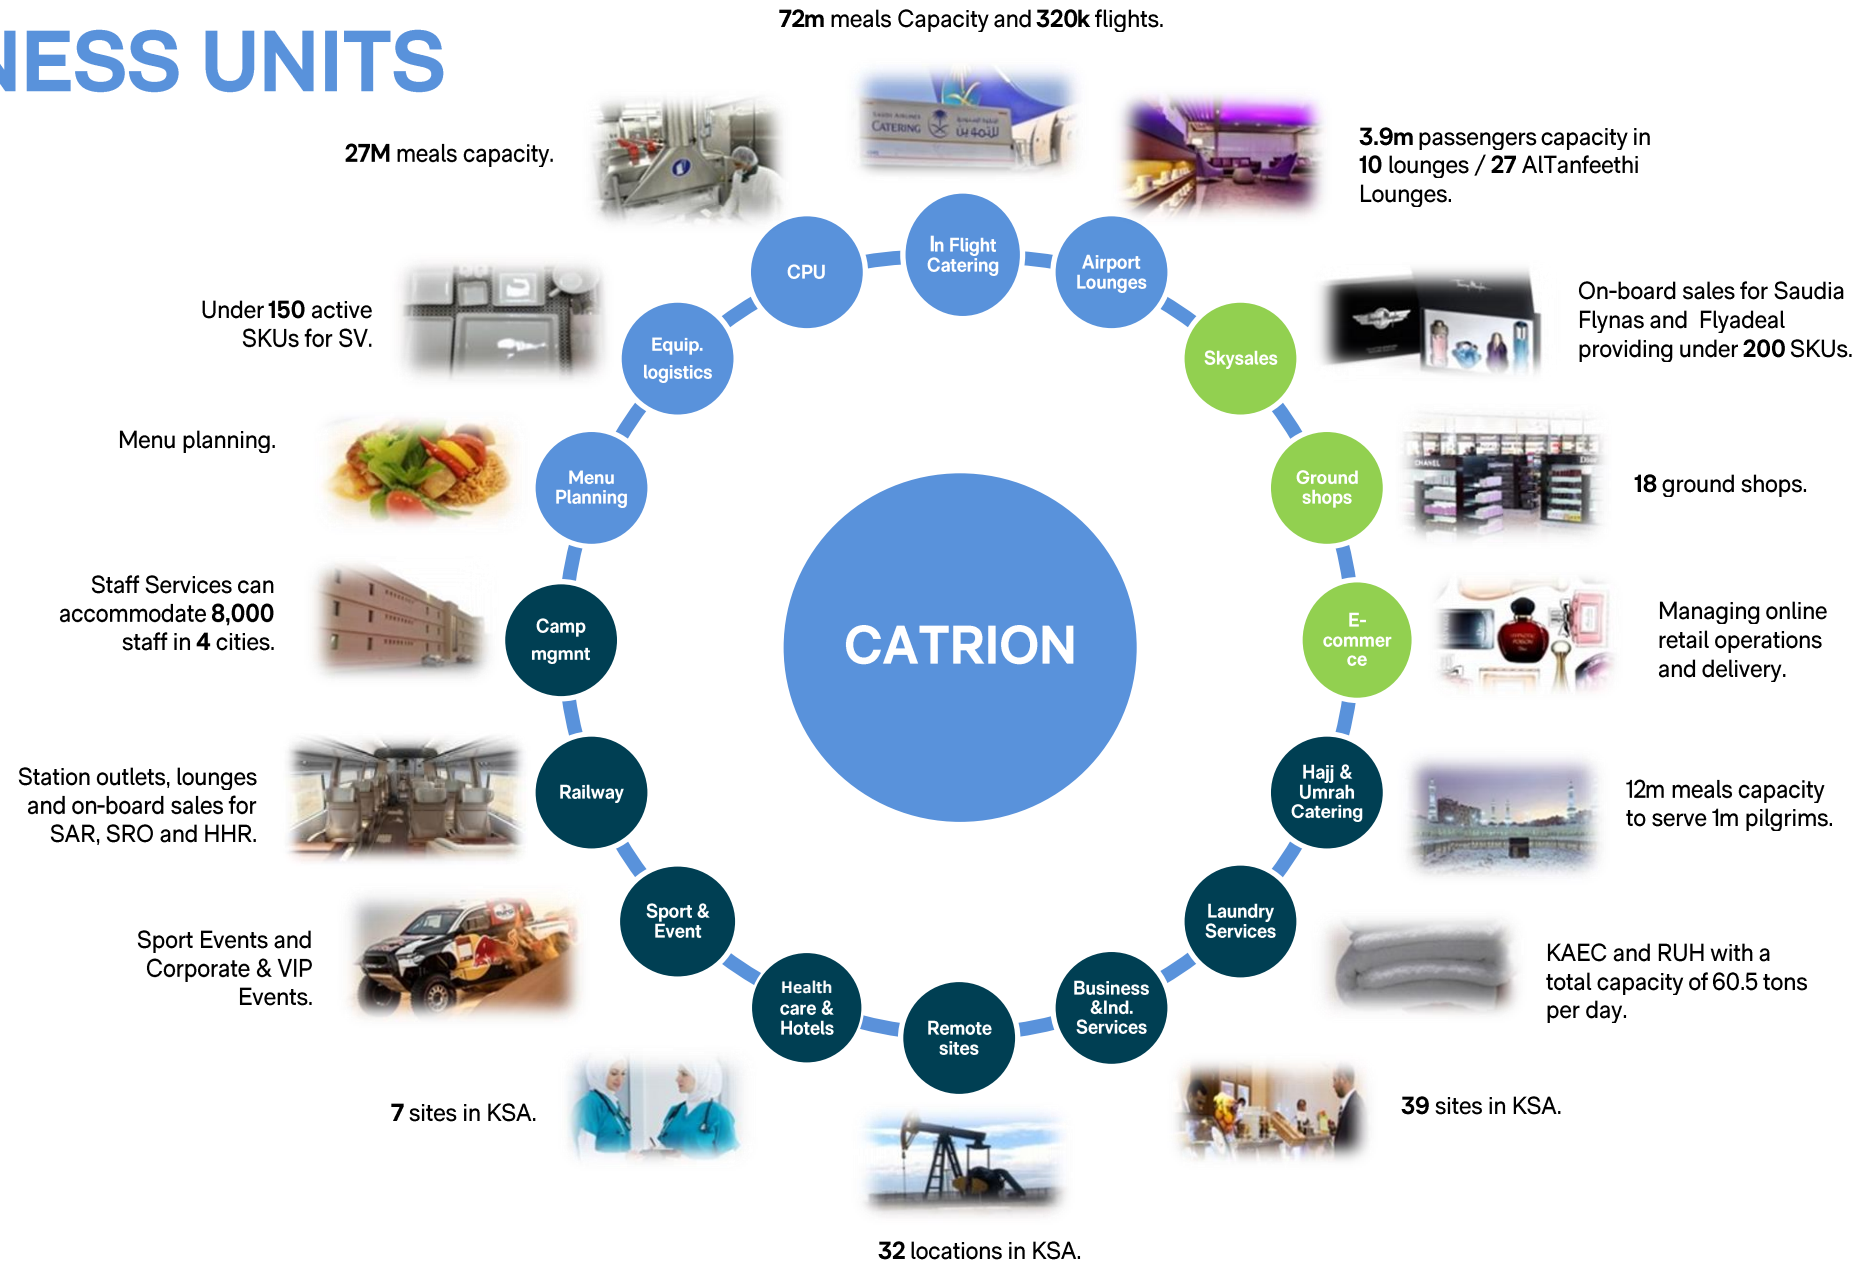 NESS UNITS
72m meals Capacity and 320k flights.
27M meals capacity.
CATERING
3.9m passengers capacity in
10 lounges / 27 AlTanfeethi
Lounges.
In Flight
Catering
CPU
Airport
Lounges
Under 150 active
SKUs for SV.
Equip.
logistics
Skysales
On-board sales for Saudia
Flynas and Flyadeal
providing under 200 SKUs.
Menu planning.
Menu
Planning
Ground
shops
CHANEL
18 ground shops.
Staff Services can
accommodate 8,000
staff in 4 cities.
Camp
mgmnt
CATRION
E-
commer
ce
Managing online
retail operations
and delivery.
Station outlets, lounges
and on-board sales for
SAR, SRO and HHR.
Railway
Hajj &
Umrah
Catering
12m meals capacity
to serve 1m pilgrims.
Sport Events and
Corporate & VIP
Events.
Sport &
Event
Laundry
Services
KAEC and RUH with a
total capacity of 60.5 tons
per day.
Health
care &
Hotels
Remote
sites
Business
&Ind.
Services
7 sites in KSA.
39 sites in KSA.
32 locations in KSA.